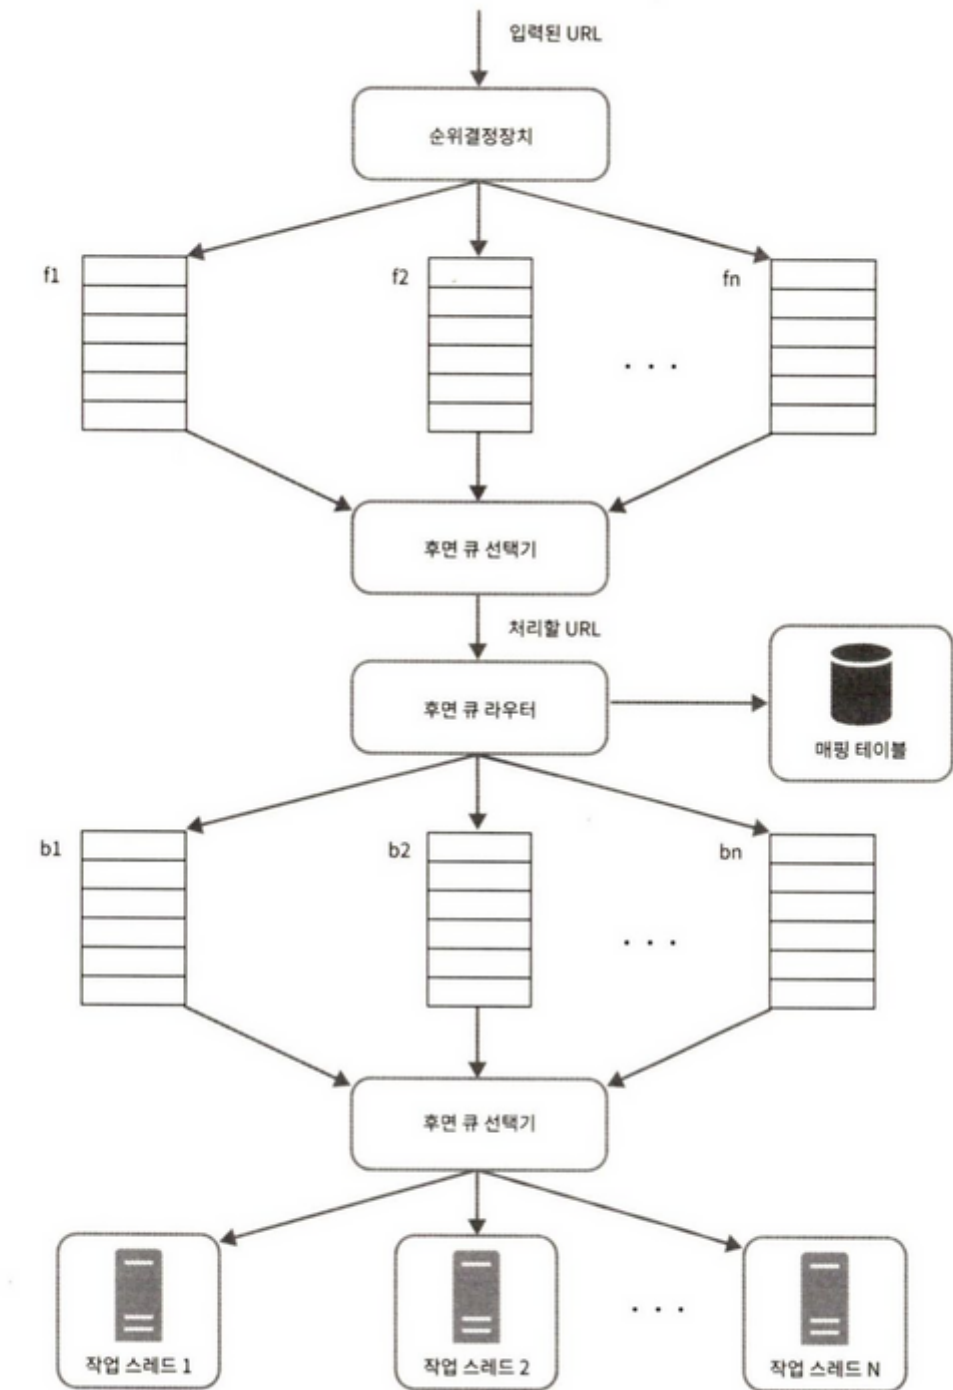 입력된 URL
순위결정장치
f1
f2
fn
. . .
후면 큐 선택기
처리할 URL
후면 큐 라우터
매핑 테이블
b1
b2
bn
. . .
후면 큐 선택기
작업 스레드 1
작업 스레드 2
. . .
작업 스레드 N